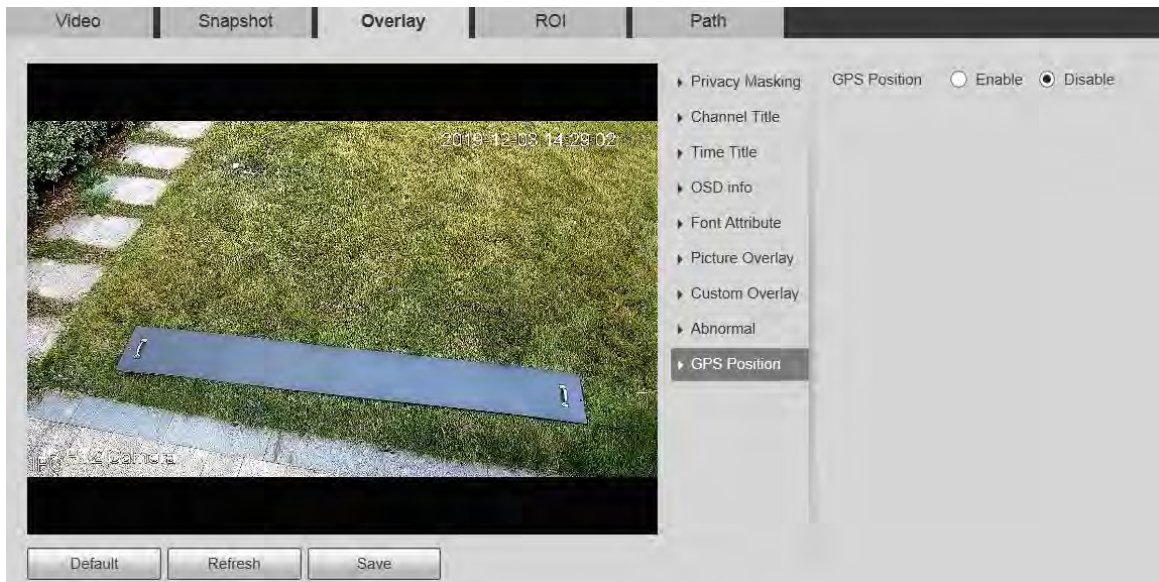 Video Snapshot Overlay ROI Path
Privacy Masking
Channel Title
Time Title
OSD info
Font Attribute
Picture Overlay
Custom Overlay
Abnormal
GPS Position
GPS Position Enable Disable
2019-12-03 14:29:02
Camera
Default Refresh Save